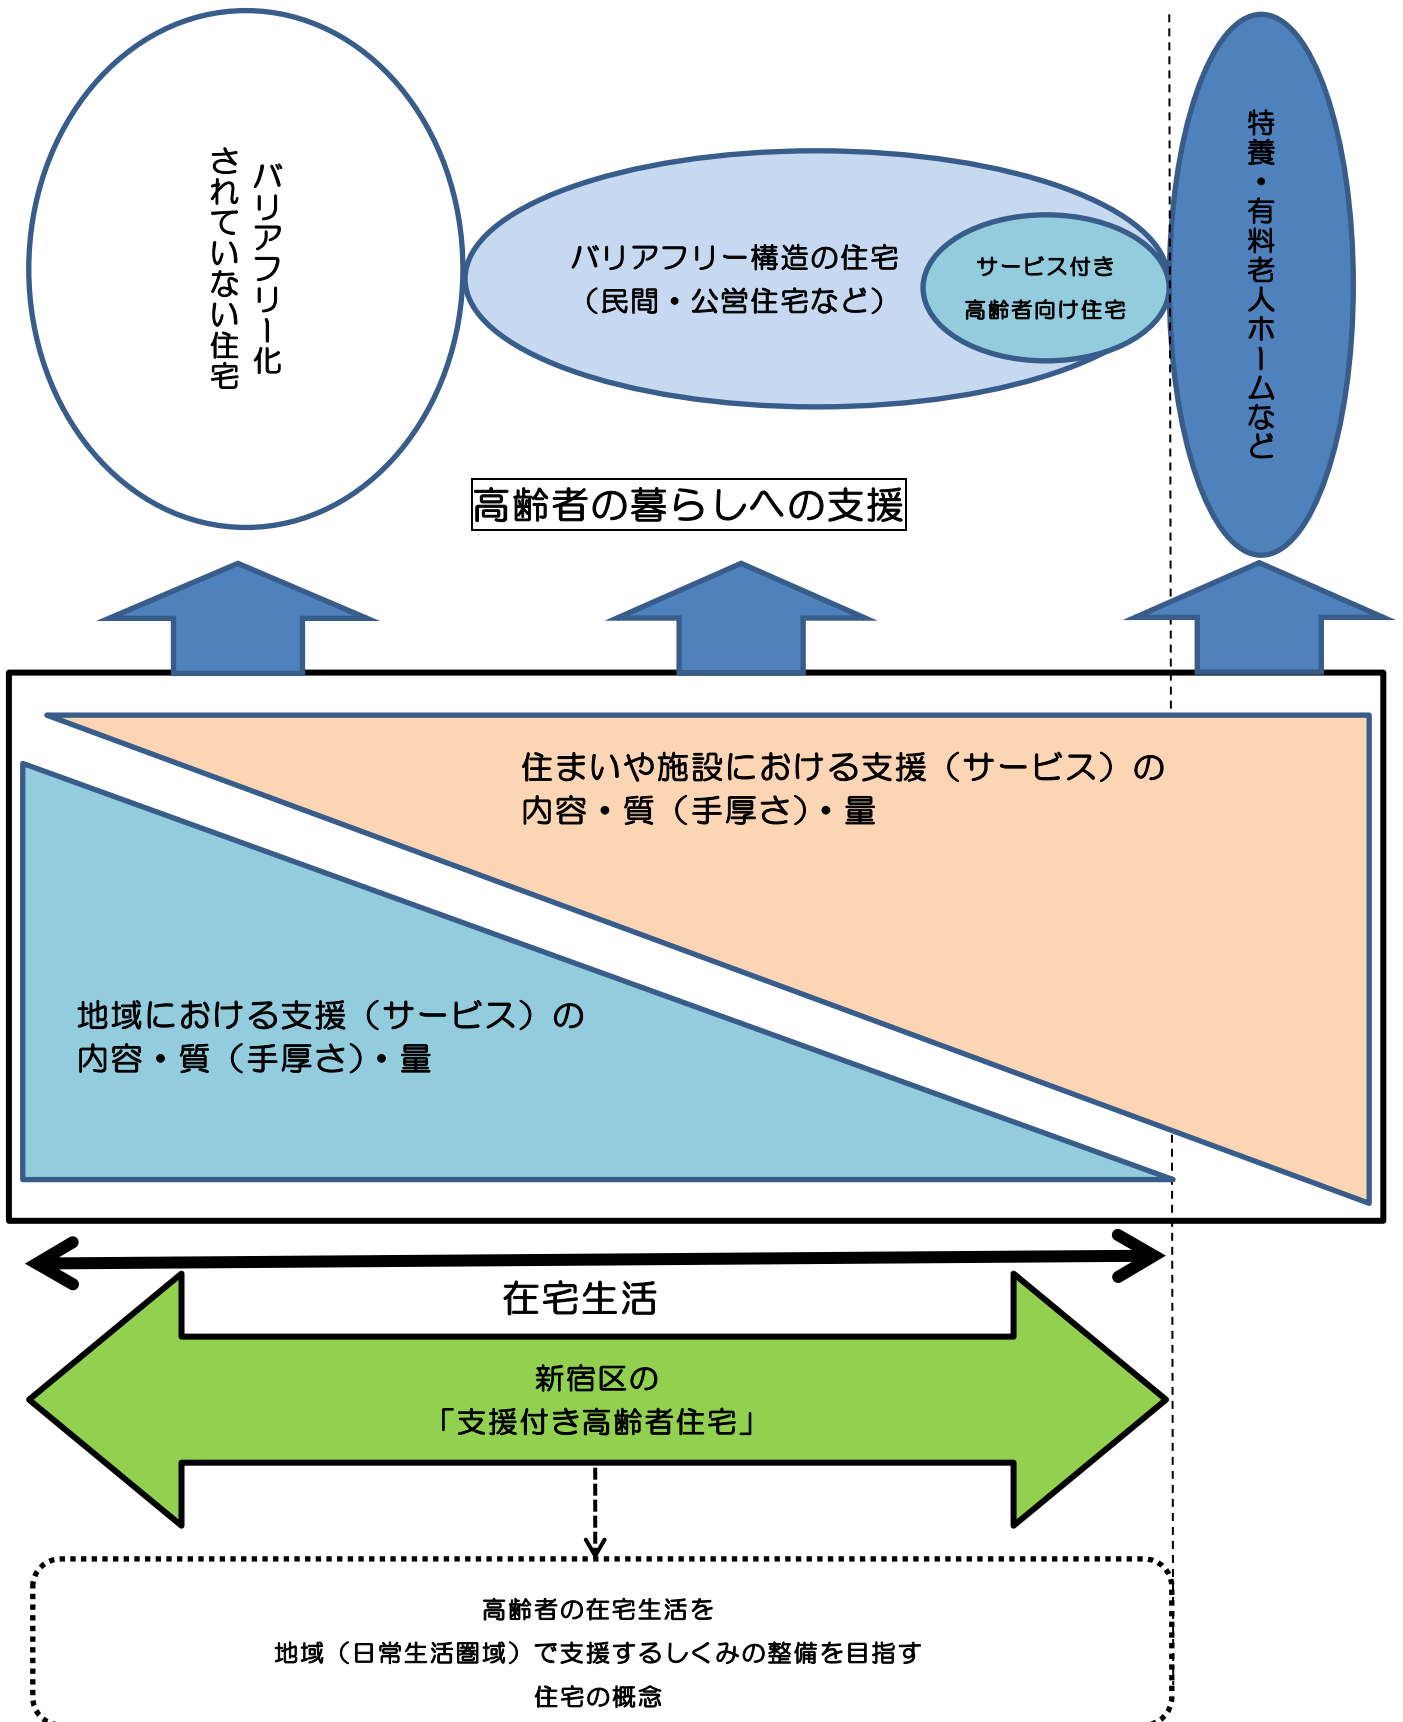 バリアフリー化
されていない住宅
バリアフリー構造の住宅
（民間・公営住宅など）
サービス付き
高齢者向け住宅
特養・有料老人ホームなど
高齢者の暮らしへの支援
住まいや施設における支援（サービス）の
内容・質（手厚さ）・量
地域における支援（サービス）の
内容・質（手厚さ）・量
在宅生活
新宿区の
「支援付き高齢者住宅」
高齢者の在宅生活を
地域（日常生活圏域）で支援するしくみの整備を目指す
住宅の概念